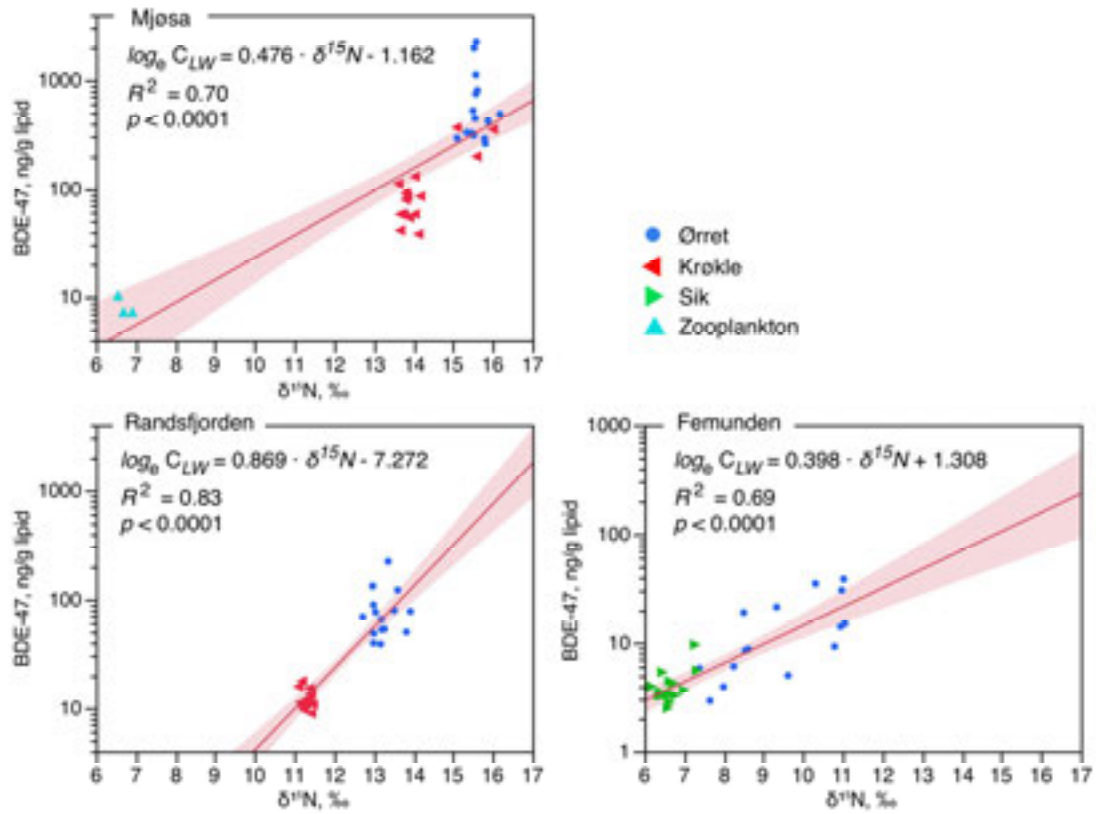 Mjøsa
logₑ C_LW = 0.476 · δ¹⁵N - 1.162
R² = 0.70
p < 0.0001
BDE-47, ng/g lipid
1000
100
10
6 7 8 9 10 11 12 13 14 15 16 17
δ¹⁵N, ‰
Ørret
Krøkle
Sik
Zooplankton
Randsfjorden
logₑ C_LW = 0.869 · δ¹⁵N - 7.272
R² = 0.83
p < 0.0001
BDE-47, ng/g lipid
1000
100
10
6 7 8 9 10 11 12 13 14 15 16 17
δ¹⁵N, ‰
Femunden
logₑ C_LW = 0.398 · δ¹⁵N + 1.308
R² = 0.69
p < 0.0001
BDE-47, ng/g lipid
1000
100
10
1
6 7 8 9 10 11 12 13 14 15 16 17
δ¹⁵N, ‰